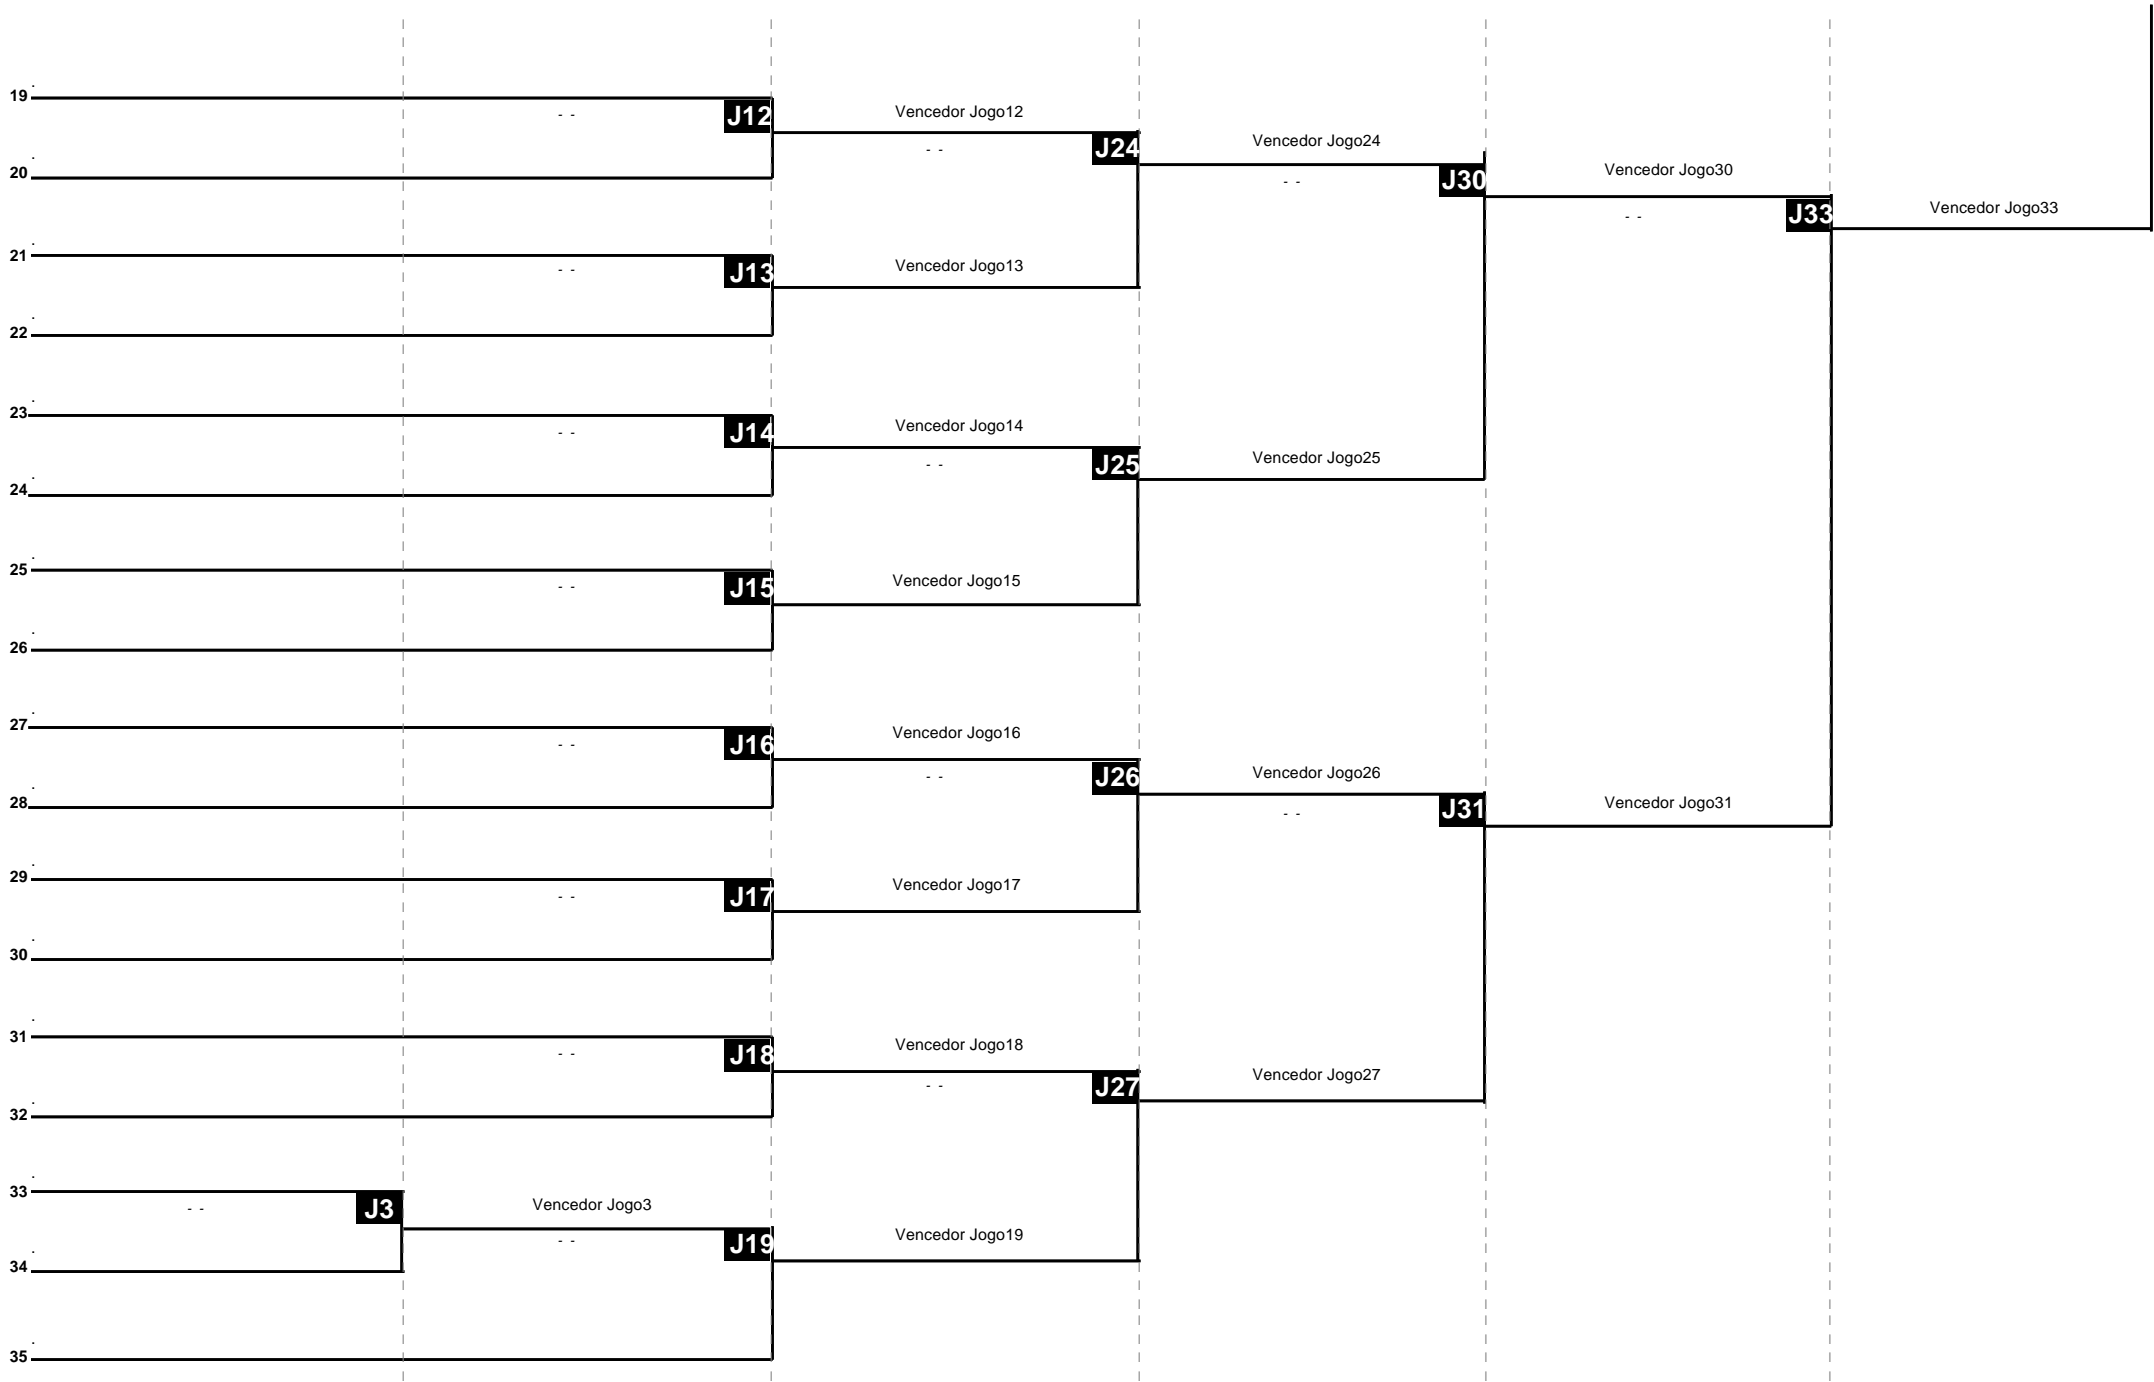 19
- -
J12
Vencedor Jogo12
- -
J24
Vencedor Jogo24
- -
J30
Vencedor Jogo30
- -
J33
Vencedor Jogo33
20
21
- -
J13
Vencedor Jogo13
22
23
- -
J14
Vencedor Jogo14
- -
J25
Vencedor Jogo25
24
25
- -
J15
Vencedor Jogo15
26
27
- -
J16
Vencedor Jogo16
- -
J26
Vencedor Jogo26
- -
J31
Vencedor Jogo31
28
29
- -
J17
Vencedor Jogo17
30
31
- -
J18
Vencedor Jogo18
- -
J27
Vencedor Jogo27
32
33
- -
J3
Vencedor Jogo3
- -
J19
Vencedor Jogo19
34
35